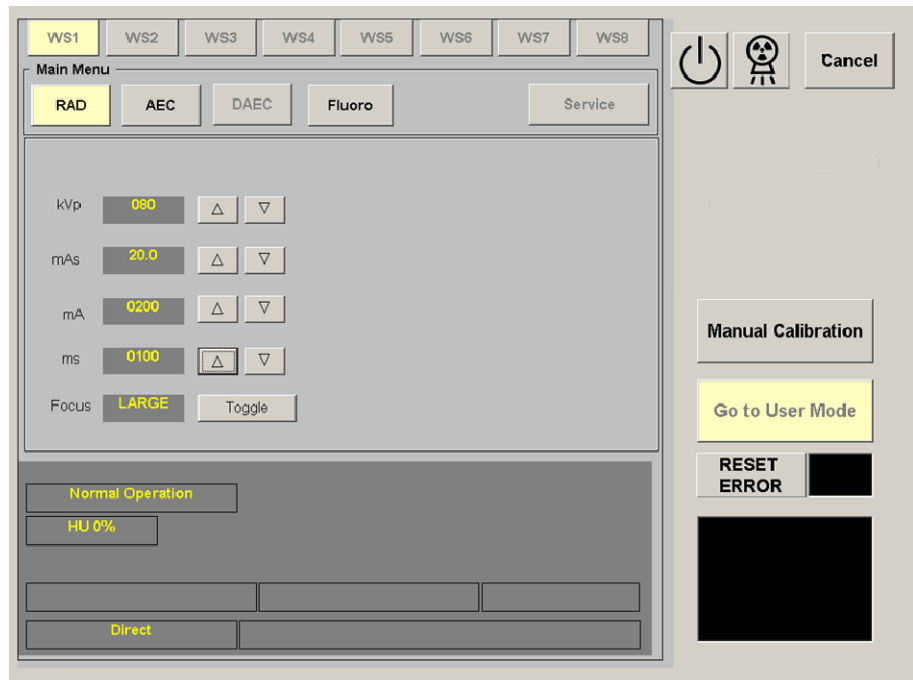 WS1 WS2 WS3 WS4 WS5 WS6 WS7 WS8
Cancel
Main Menu
RAD AEC DAEC Fluoro Service
kVp 080
mAs 20.0
mA 0200
ms 0100
Focus LARGE Toggle
Manual Calibration
Go to User Mode
RESET
ERROR
Normal Operation
HU 0%
Direct